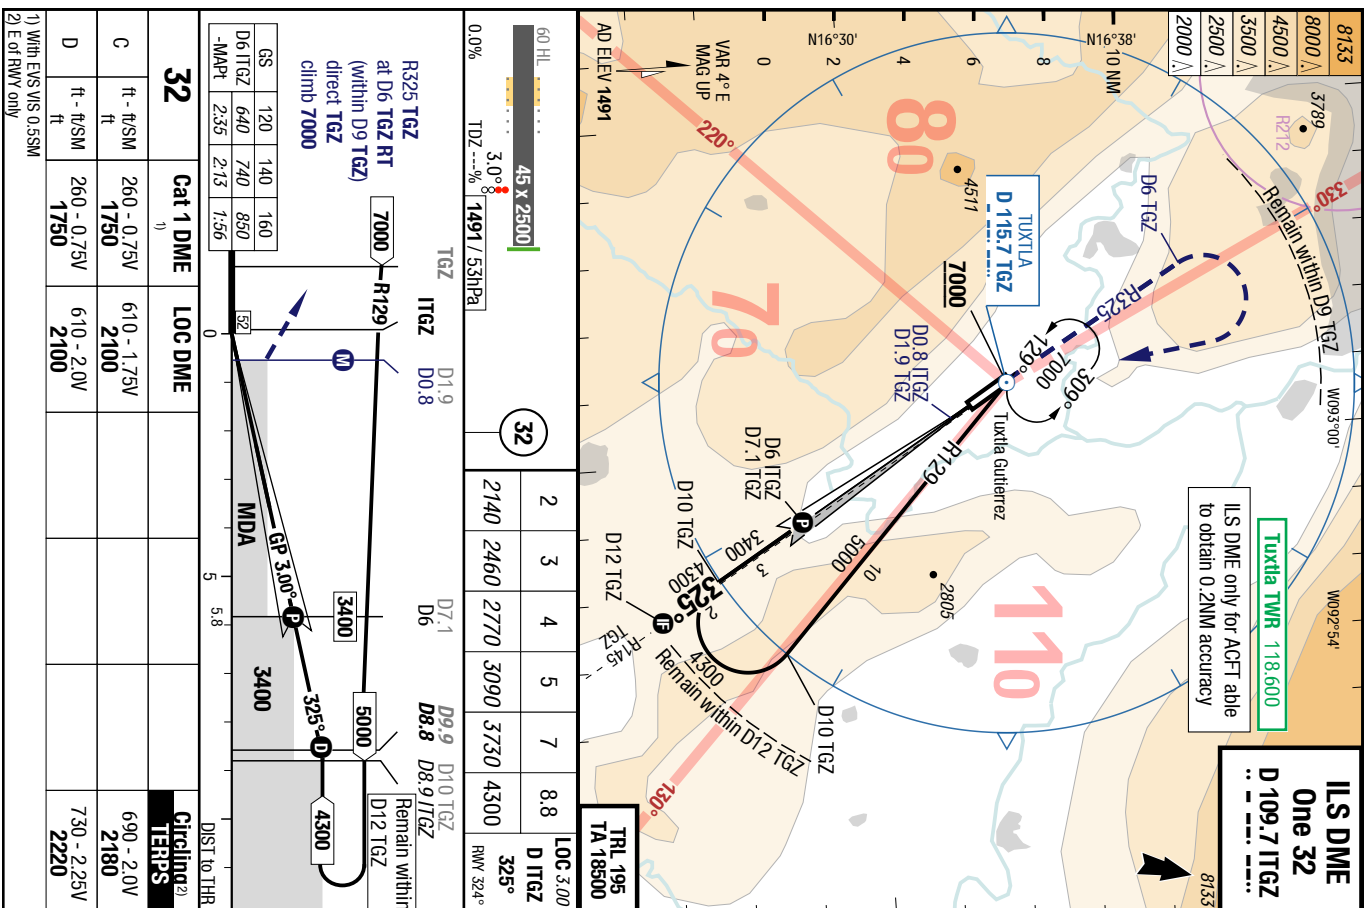 ILS DME
One 32
D 109.7 ITGZ
8133
8133
8000
4500
3500
2500
2000
3789
R212
Remain within D9 TGZ
330°
W093°00'
W092°54'
Tuxtla TWR 118.600
ILS DME only for ACFT able
to obtain 0.2NM accuracy
N16°38'
N16°30'
10 NM
8
6
4
2
0
VAR 4° E
MAG UP
AD ELEV 1491
220°
80
4511
70
110
D6 TGZ
R325
TUXTLA
D 115.7 TGZ
7000
129°
7000
309°
Tuxtla Gutierrez
R129
D0.8 ITGZ
D1.9 TGZ
D6 ITGZ
D7.1 TGZ
P
3400
3
5000
10
2805
D10 TGZ
4300
325°
2
D12 TGZ
IF
R145
TGZ
4300
Remain within D12 TGZ
D10 TGZ
130°
TRL 195
TA 18500
60 HL
45 x 2500
0.0%
TDZ ---%
3.0°
1491 / 53hPa
32
2 3 4 5 7 8.8
2140 2460 2770 3090 3730 4300
LOC 3.00
D ITGZ
325°
RWY 324°
R325 TGZ
at D6 TGZ RT
(within D9 TGZ)
direct TGZ
climb 7000
TGZ
ITGZ
D1.9
D0.8
D7.1
D6
D9.9
D8.8
D10 TGZ
D8.9 ITGZ
7000
R129
M
52
0
MDA
GP 3.00°
P
3400
3400
5
5.8
325°
D
5000
4300
Remain within
D12 TGZ
DIST to THR
GS 120 140 160
D6 ITGZ 640 740 850
-MAPt 2:35 2:13 1:56
32
Cat 1 DME 1)
LOC DME
Circling 2)
TERPS
C
ft - ft/SM
ft
260 - 0.75V
1750
610 - 1.75V
2100
690 - 2.0V
2180
D
ft - ft/SM
ft
260 - 0.75V
1750
610 - 2.0V
2100
730 - 2.25V
2220
1) With EVS VIS 0.5SM
2) E of RWY only